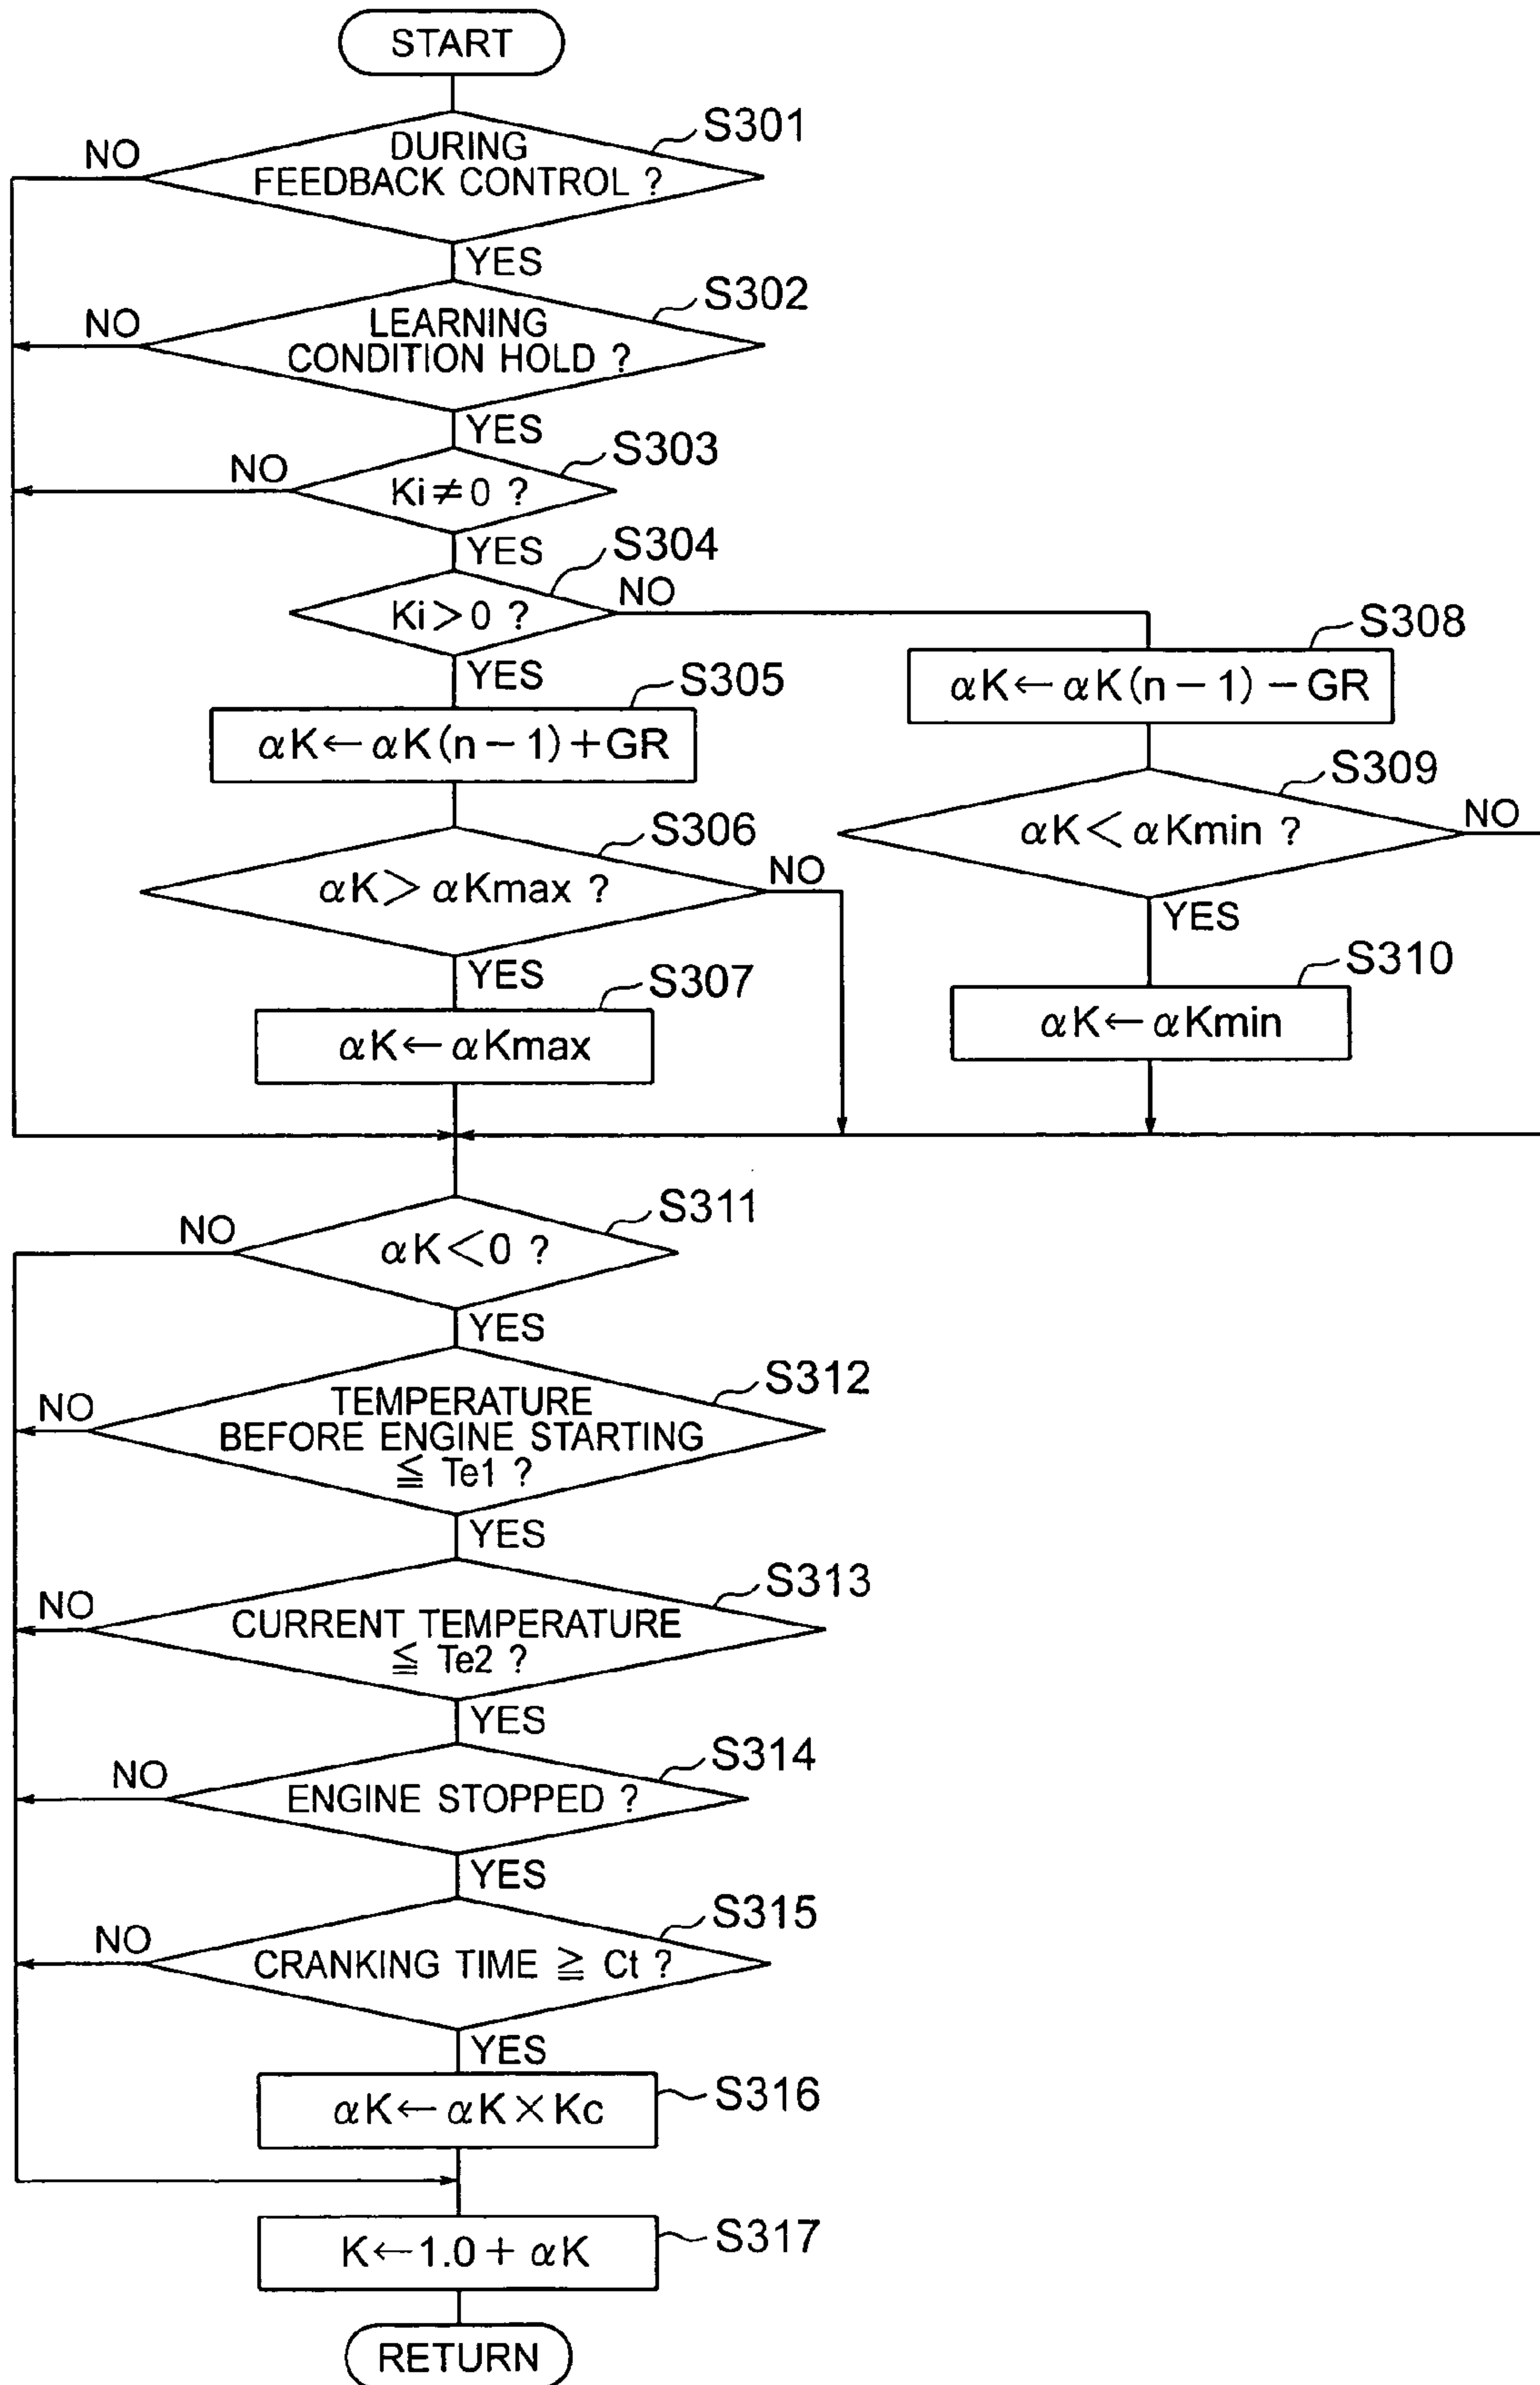 START
S301
DURING
FEEDBACK CONTROL ?
NO
YES
S302
LEARNING
CONDITION HOLD ?
NO
YES
S303
Ki≠0 ?
NO
YES
S304
Ki>0 ?
NO
YES
S305
αK←αK(n−1)+GR
S306
αK>αKmax ?
NO
YES
S307
αK←αKmax
S308
αK←αK(n−1)−GR
S309
αK<αKmin ?
NO
YES
S310
αK←αKmin
S311
αK<0 ?
NO
YES
S312
TEMPERATURE
BEFORE ENGINE STARTING
≦ Te1 ?
NO
YES
S313
CURRENT TEMPERATURE
≦ Te2 ?
NO
YES
S314
ENGINE STOPPED ?
NO
YES
S315
CRANKING TIME ≧ Ct ?
NO
YES
S316
αK←αK×Kc
S317
K←1.0+αK
RETURN